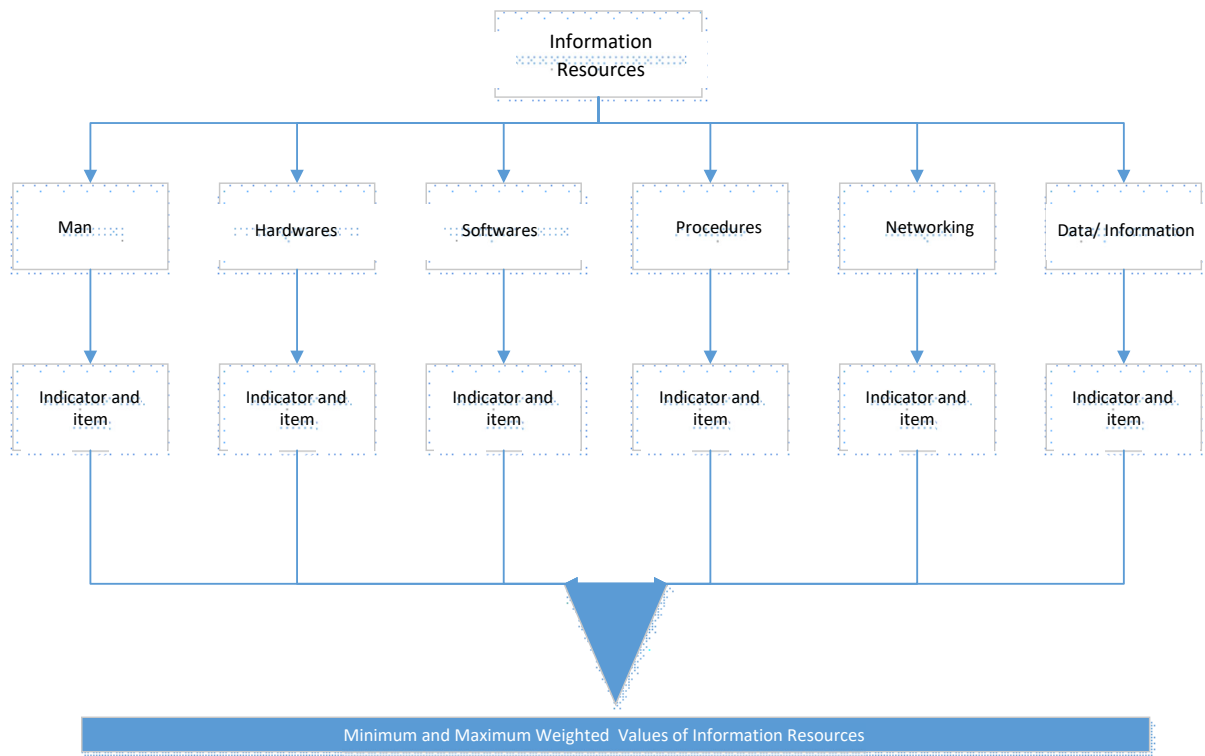 Information
Resources
Man
Hardwares
Softwares
Procedures
Networking
Data/ Information
Indicator and
item
Indicator and
item
Indicator and
item
Indicator and
item
Indicator and
item
Indicator and
item
Minimum and Maximum Weighted Values of Information Resources